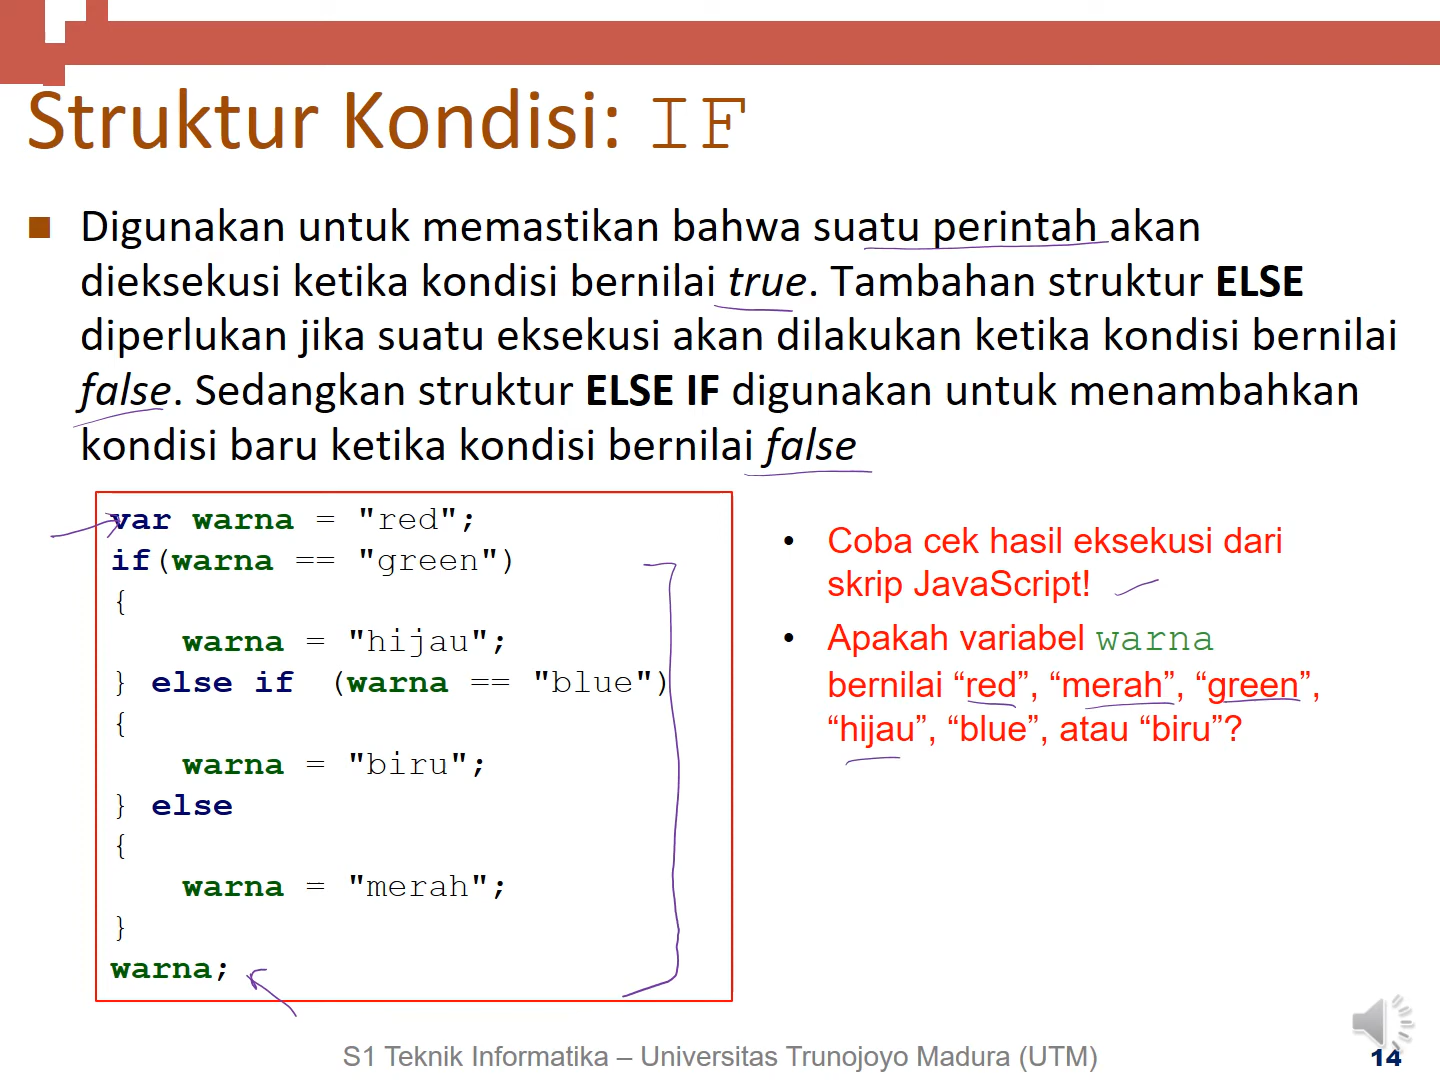 Struktur Kondisi: IF
Digunakan untuk memastikan bahwa suatu perintah akan
dieksekusi ketika kondisi bernilai true. Tambahan struktur ELSE
diperlukan jika suatu eksekusi akan dilakukan ketika kondisi bernilai
false. Sedangkan struktur ELSE IF digunakan untuk menambahkan
kondisi baru ketika kondisi bernilai false
var warna = "red";
if(warna == "green")
{
warna = "hijau";
} else if (warna == "blue")
{
warna = "biru";
} else
{
warna = "merah";
}
warna;
• Coba cek hasil eksekusi dari
skrip JavaScript!
• Apakah variabel warna
bernilai “red”, “merah”, “green”,
“hijau”, “blue”, atau “biru”?
S1 Teknik Informatika – Universitas Trunojoyo Madura (UTM)
14